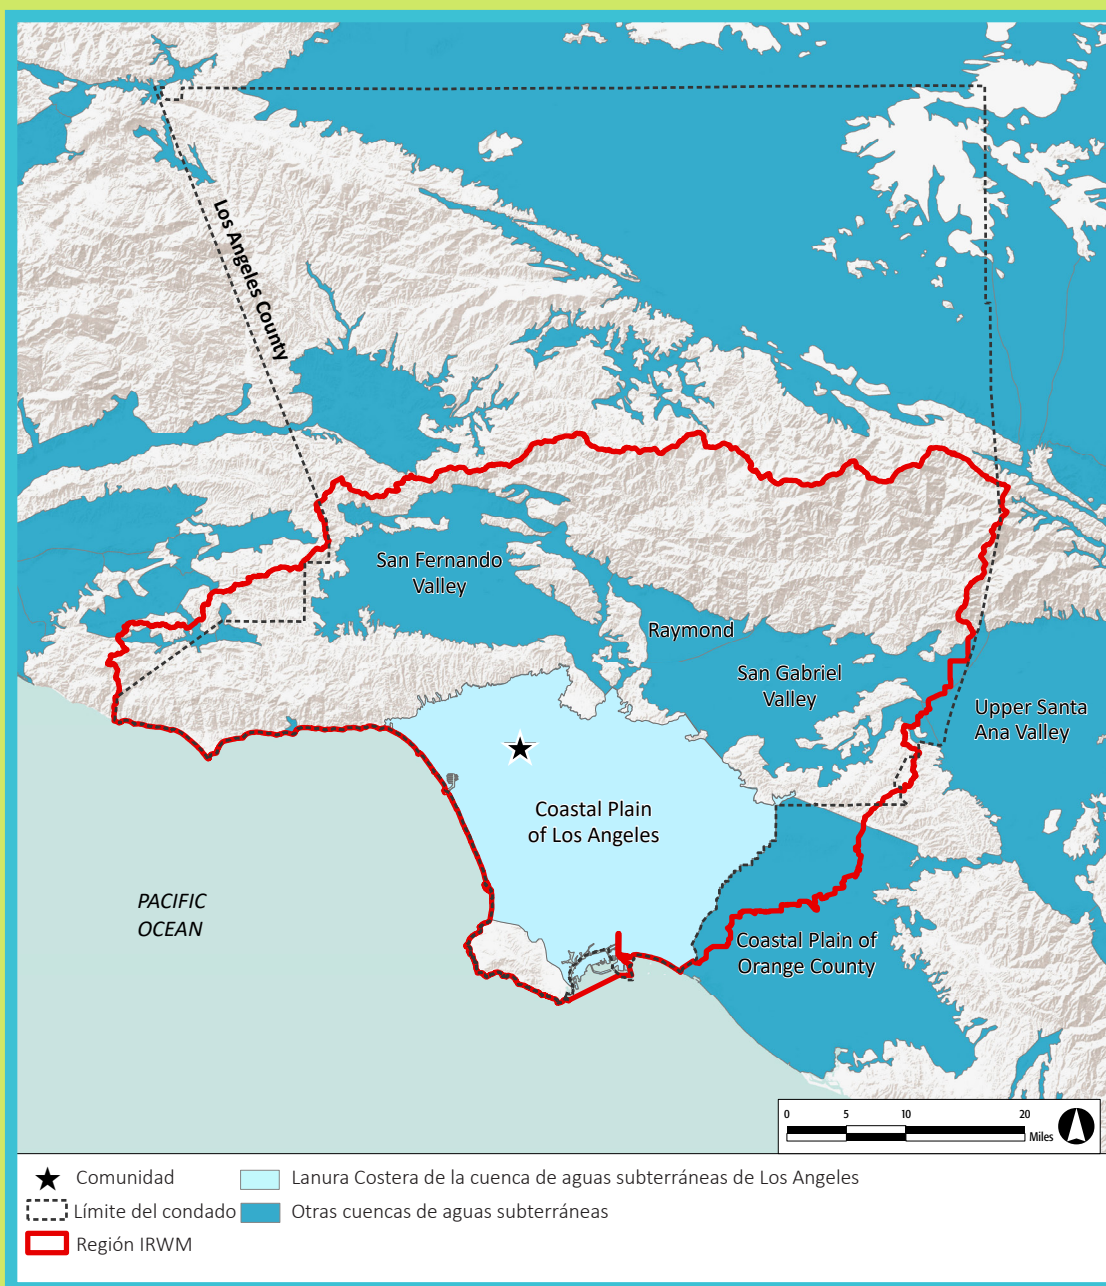 Los Angeles County
San Fernando
Valley
Raymond
San Gabriel
Valley
Upper Santa
Ana Valley
Coastal Plain
of Los Angeles
PACIFIC
OCEAN
Coastal Plain of
Orange County
0 5 10 20
Miles
Comunidad
Lanura Costera de la cuenca de aguas subterráneas de Los Angeles
Límite del condado
Otras cuencas de aguas subterráneas
Región IRWM